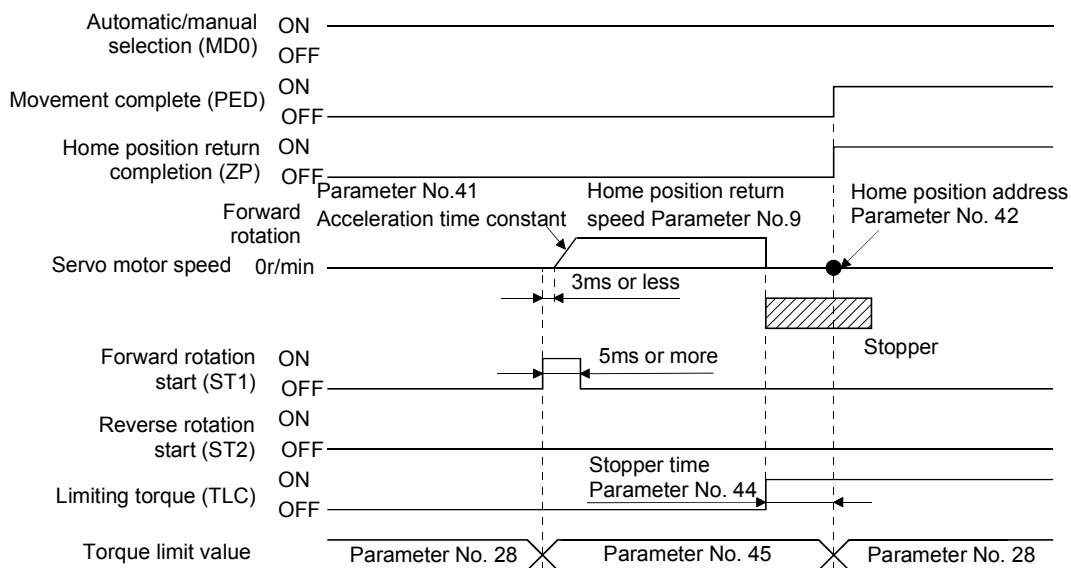 Automatic/manual
selection (MD0)
ON
OFF
Movement complete (PED)
ON
OFF
Home position return
completion (ZP)
ON
OFF
Parameter No.41
Acceleration time constant
Home position return
speed Parameter No.9
Home position address
Parameter No. 42
Forward
rotation
Servo motor speed
0r/min
3ms or less
Stopper
Forward rotation
start (ST1)
ON
OFF
5ms or more
Reverse rotation
start (ST2)
ON
OFF
Limiting torque (TLC)
ON
OFF
Stopper time
Parameter No. 44
Torque limit value
Parameter No. 28
Parameter No. 45
Parameter No. 28